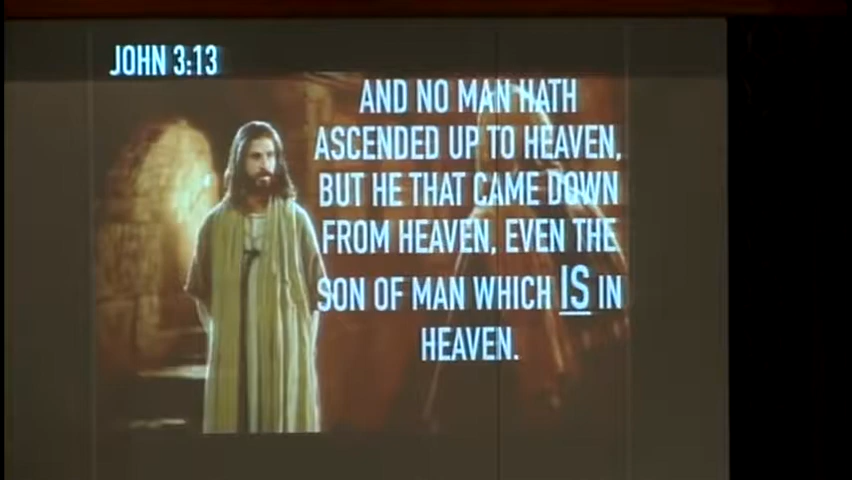 JOHN 3:13
AND NO MAN HATH
ASCENDED UP TO HEAVEN,
BUT HE THAT CAME DOWN
FROM HEAVEN, EVEN THE
SON OF MAN WHICH IS IN
HEAVEN.